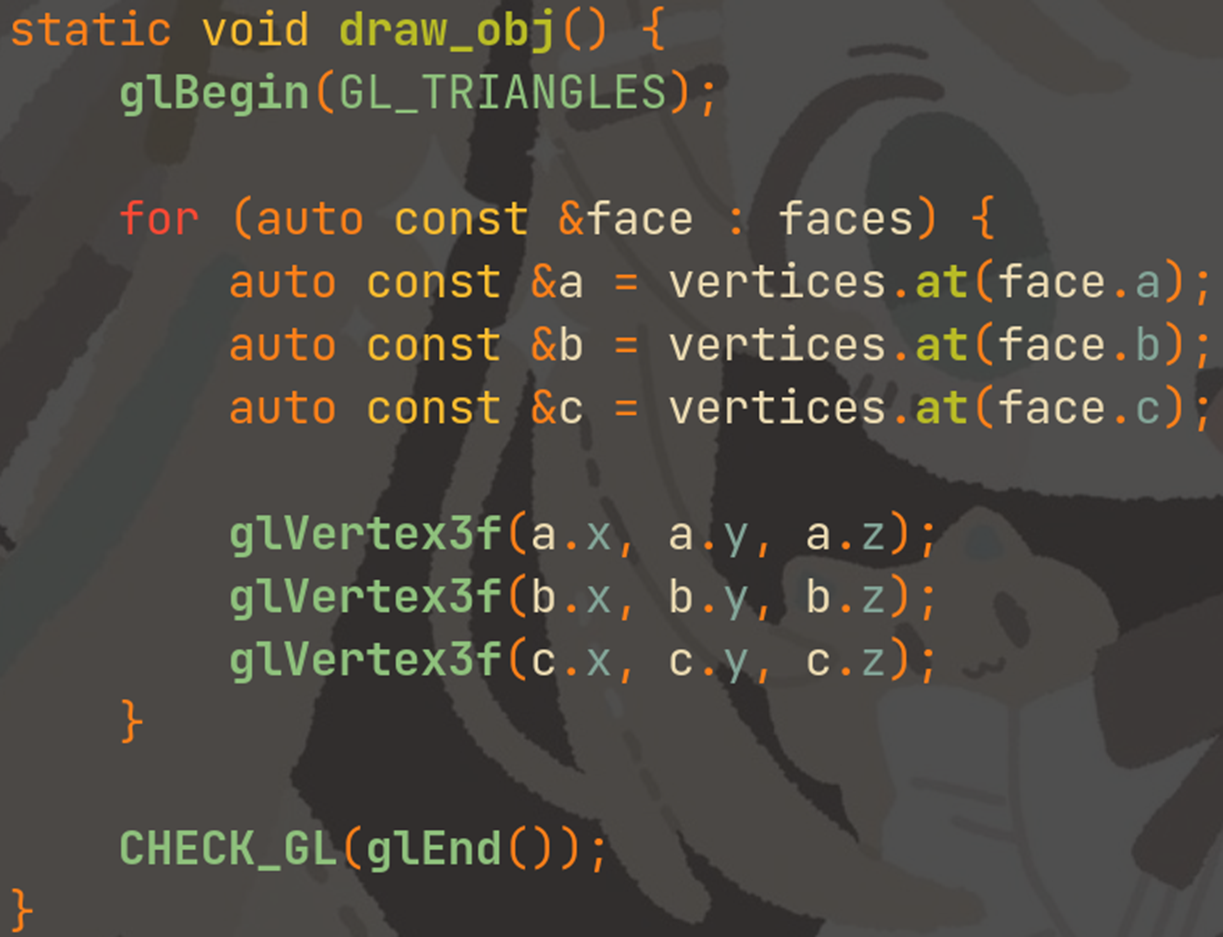 static void draw_obj() {
    glBegin(GL_TRIANGLES);

    for (auto const &face : faces) {
        auto const &a = vertices.at(face.a);
        auto const &b = vertices.at(face.b);
        auto const &c = vertices.at(face.c);

        glVertex3f(a.x, a.y, a.z);
        glVertex3f(b.x, b.y, b.z);
        glVertex3f(c.x, c.y, c.z);
    }

    CHECK_GL(glEnd());
}